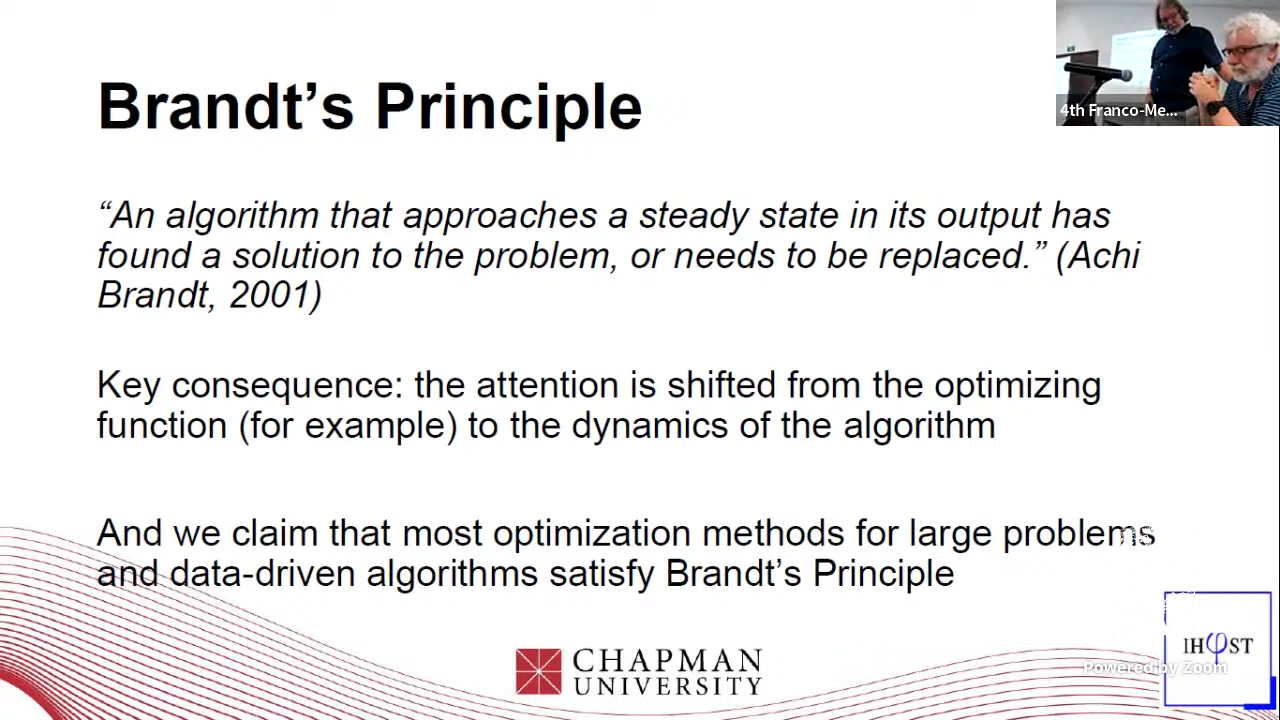 4th Franco-Me...
Brandt’s Principle
“An algorithm that approaches a steady state in its output has
found a solution to the problem, or needs to be replaced.” (Achi
Brandt, 2001)
Key consequence: the attention is shifted from the optimizing
function (for example) to the dynamics of the algorithm
And we claim that most optimization methods for large problems
and data-driven algorithms satisfy Brandt’s Principle
CHAPMAN
UNIVERSITY
IHφST
Powered by Zoom